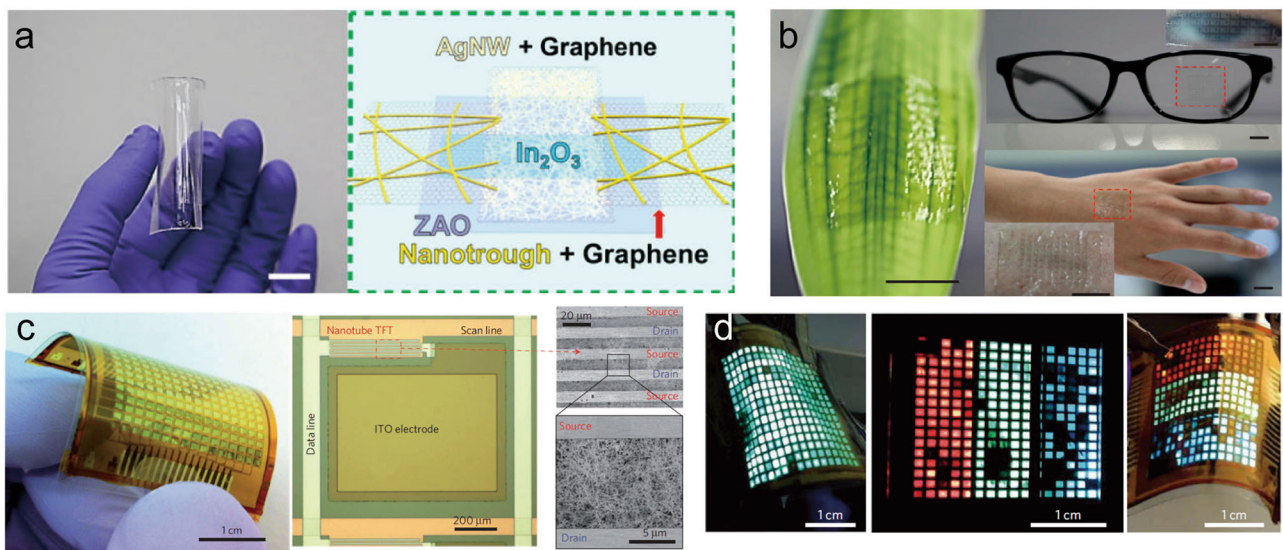 a
AgNW + Graphene
In₂O₃
ZAO
Nanotrough + Graphene
b
c
1 cm
Nanotube TFT
Scan line
Data line
ITO electrode
200 μm
20 μm
Source
Drain
Source
Drain
Source
Source
5 μm
Drain
d
1 cm
1 cm
1 cm